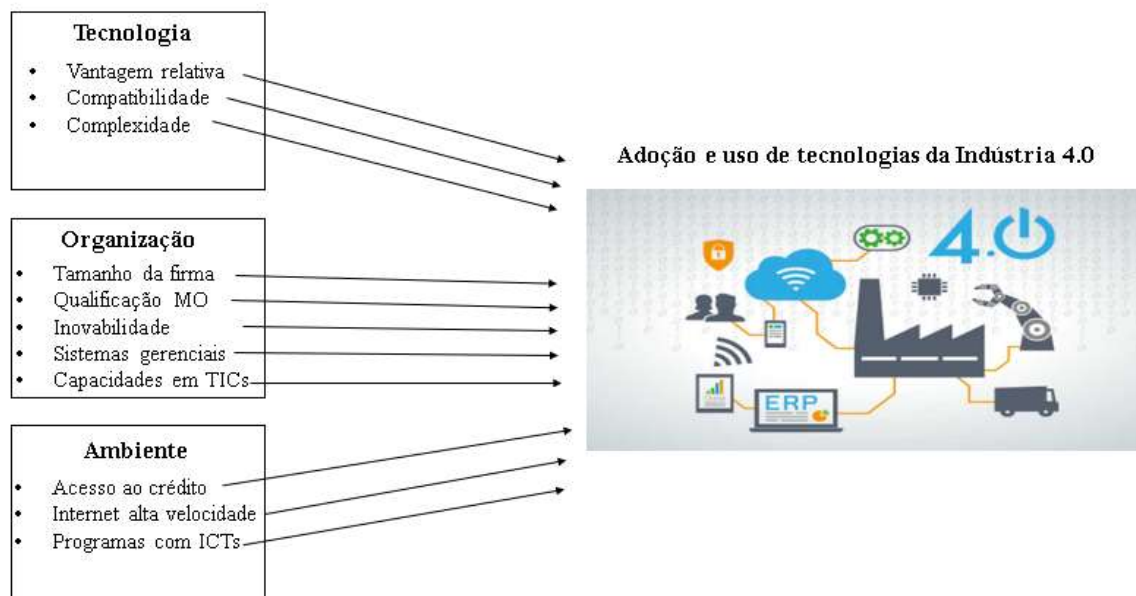 Tecnologia
• Vantagem relativa
• Compatibilidade
• Complexidade
Organização
• Tamanho da firma
• Qualificação MO
• Inovabilidade
• Sistemas gerenciais
• Capacidades em TICs
Ambiente
• Acesso ao crédito
• Internet alta velocidade
• Programas com ICTs
Adoção e uso de tecnologias da Indústria 4.0
4.0
ERP